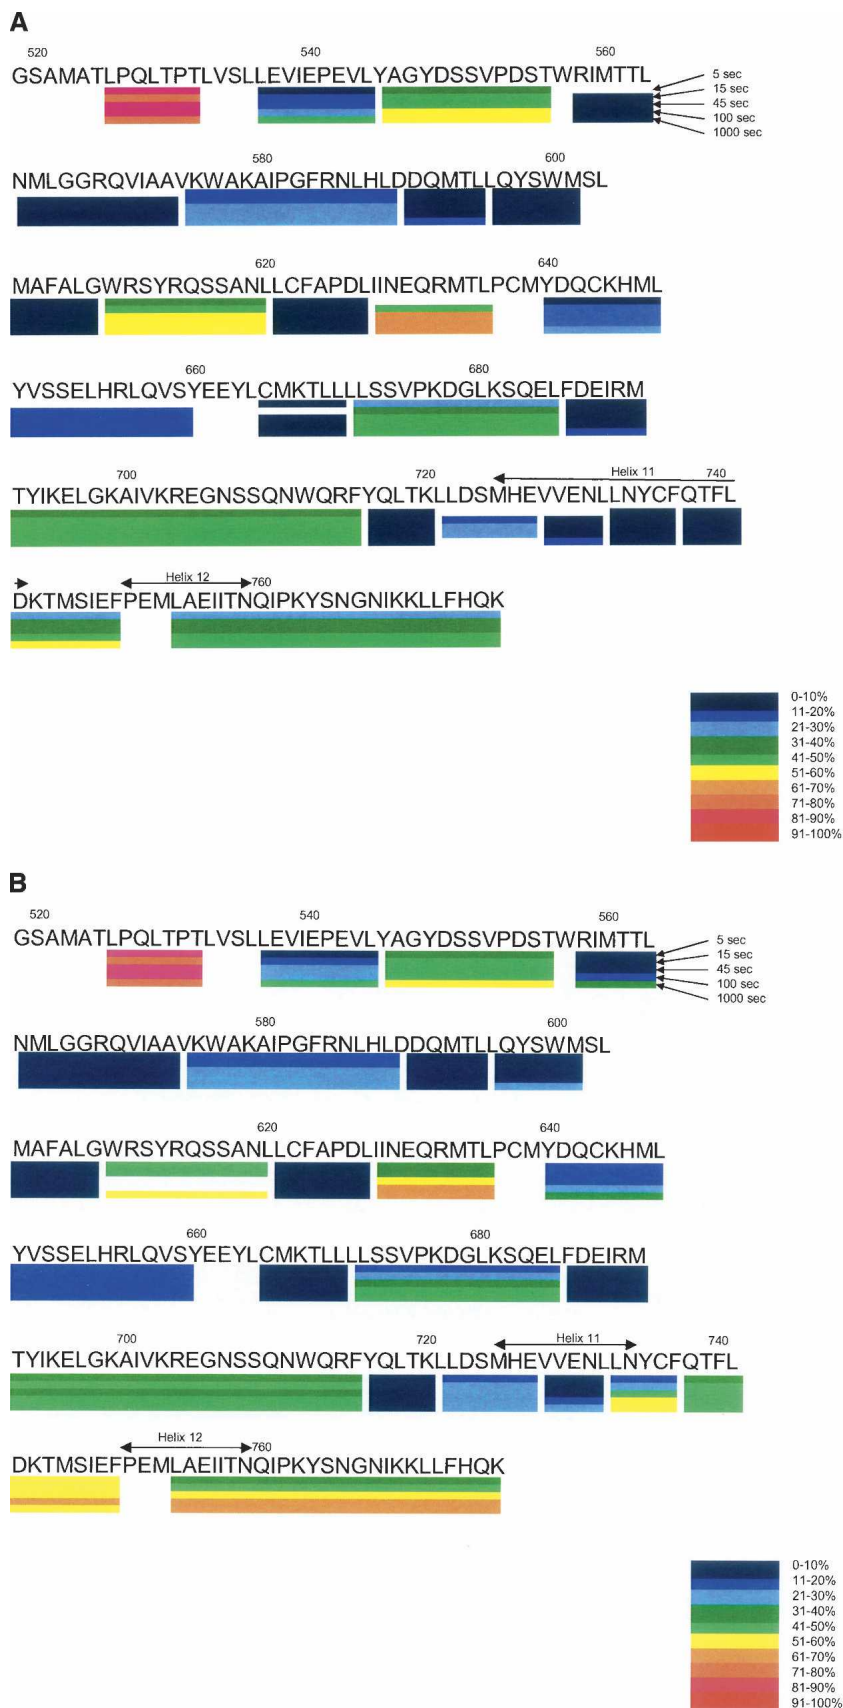 A
520 540 560
GSAMATLPQLTPTLVSLLEVIEPEVLYAGYDSSVPDSTWRIMTTL
5 sec
15 sec
45 sec
100 sec
1000 sec
580 600
NMLGGRQVIAAVKWAKAIPGFRNLHLDDQMTLLQYSWMSL
620 640
MAFALGWRSYRQSSANLLCFAPDLIINEQRMTLPCMYDQCKHML
660 680
YVSSELHRLQVSYEEYLCMKTLLLLSSVPKDGLKSQELFDEIRM
700 720 Helix 11 740
TYIKELGKAIVKREGNSSQNWQRFYQLTKLLDSMHEVVENLLNYCFQTFL
Helix 12 760
DKTMSIEFPEMLAEIITNQIPKYSNGNIKKLLFHQK
0-10%
11-20%
21-30%
31-40%
41-50%
51-60%
61-70%
71-80%
81-90%
91-100%
B
520 540 560
GSAMATLPQLTPTLVSLLEVIEPEVLYAGYDSSVPDSTWRIMTTL
5 sec
15 sec
45 sec
100 sec
1000 sec
580 600
NMLGGRQVIAAVKWAKAIPGFRNLHLDDQMTLLQYSWMSL
620 640
MAFALGWRSYRQSSANLLCFAPDLIINEQRMTLPCMYDQCKHML
660 680
YVSSELHRLQVSYEEYLCMKTLLLLSSVPKDGLKSQELFDEIRM
700 720 Helix 11 740
TYIKELGKAIVKREGNSSQNWQRFYQLTKLLDSMHEVVENLLNYCFQTFL
Helix 12 760
DKTMSIEFPEMLAEIITNQIPKYSNGNIKKLLFHQK
0-10%
11-20%
21-30%
31-40%
41-50%
51-60%
61-70%
71-80%
81-90%
91-100%